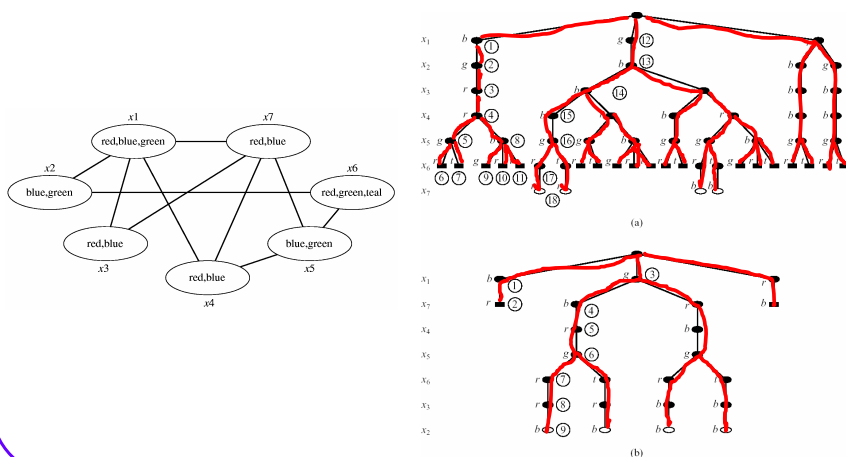 x1 x7
red,blue,green red,blue
x2 x6
blue,green red,green,teal
red,blue blue,green
x3 x5
red,blue
x4
x1 b 1 g 12
x2 g 2 b 13 b g
x3 r 3 b 14 b g
x4 r 4 b 15 r b r b g
x5 g 5 b 8 g 16 g b g g b b g
x6 r t g r t r t r g t
6 7 9 10 11 17
x7 r r b b
18
(a)
x1 b 1 g 3 r
x7 r 2 b 4 r b
x4 r 5 b
x5 g 6 g
x6 r 7 t r t
x3 r 8 r b b
x2 b 9 b b b
(b)